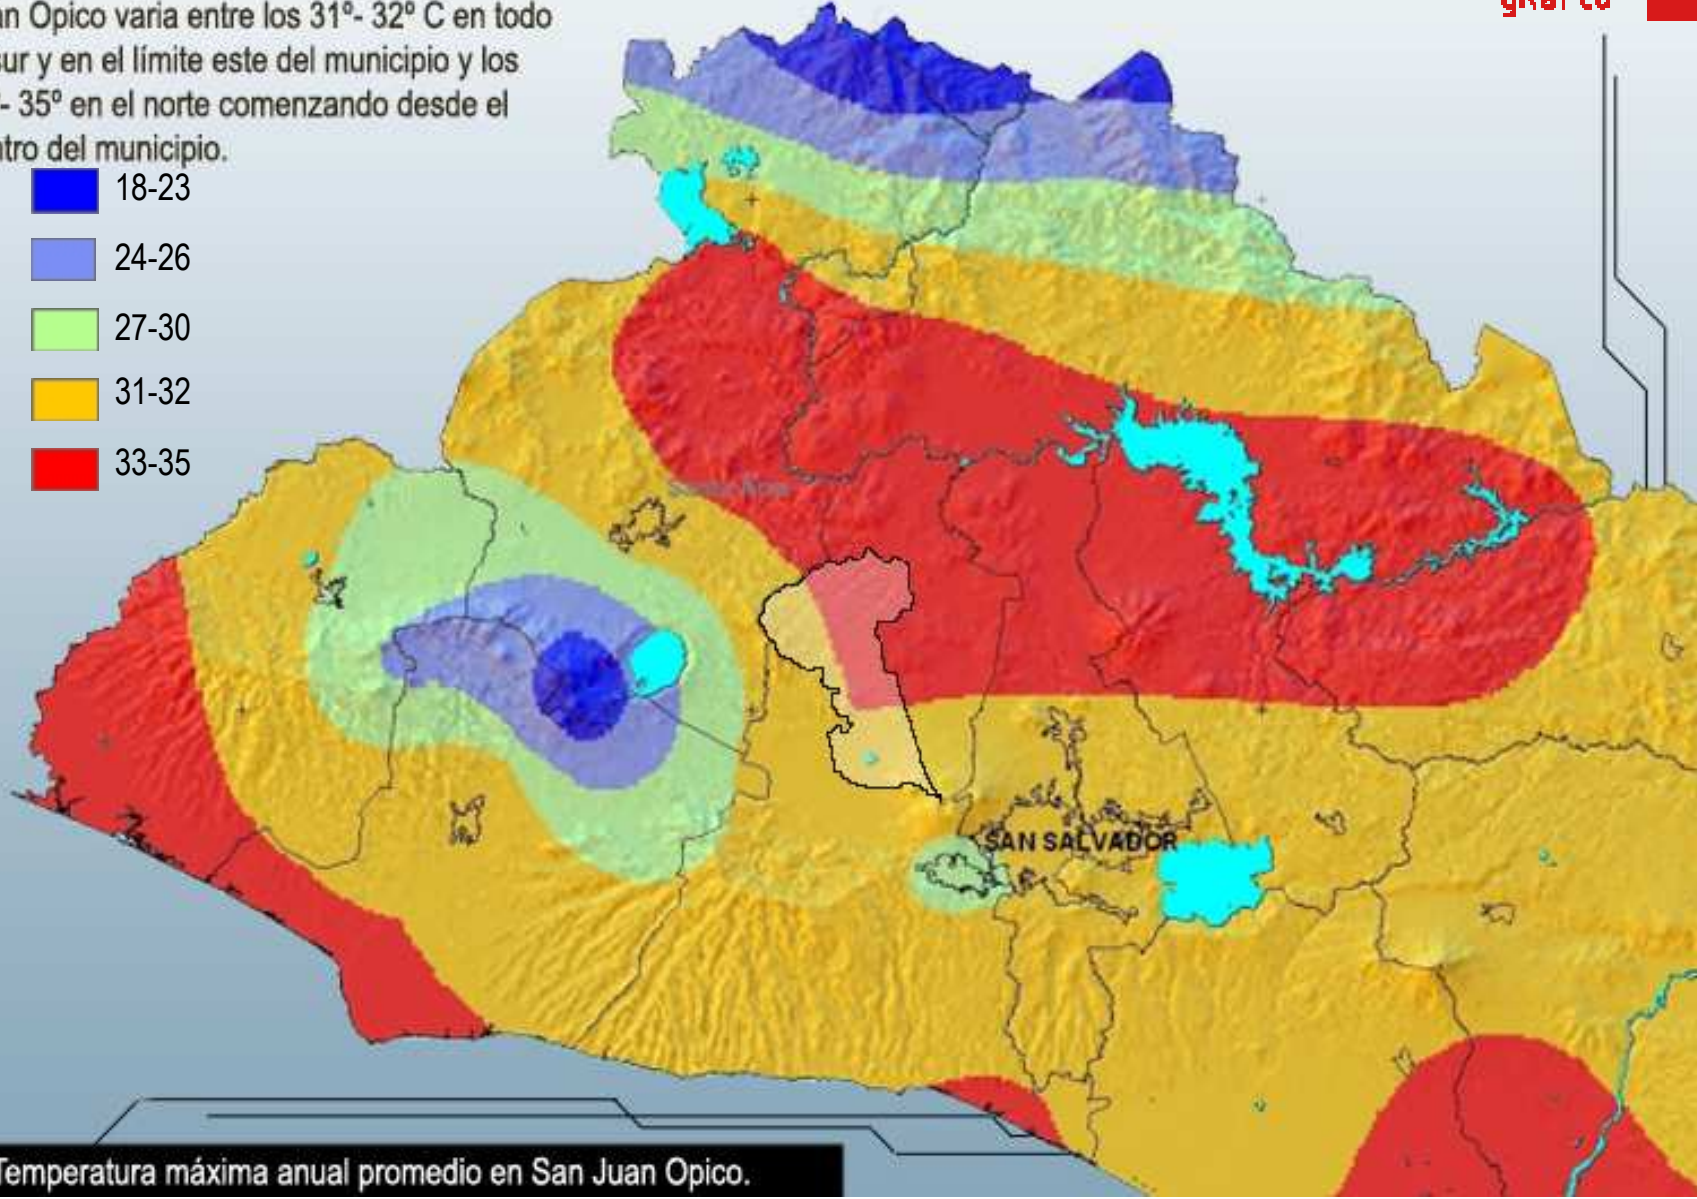 an Opico varia entre los 31º- 32º C en todo
sur y en el límite este del municipio y los
- 35º en el norte comenzando desde el
ntro del municipio.
18-23
24-26
27-30
31-32
33-35
SAN SALVADOR
Temperatura máxima anual promedio en San Juan Opico.